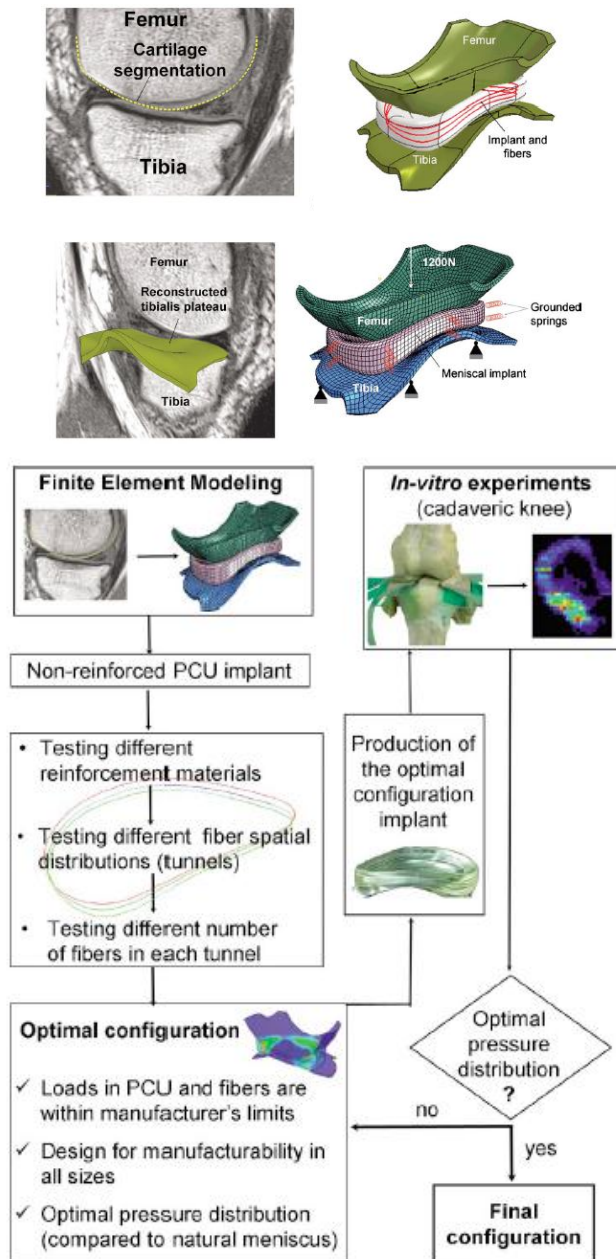 Femur
Cartilage
segmentation
Tibia
Femur
Implant and
fibers
Tibia
Femur
Reconstructed
tibialis plateau
Tibia
1200N
Femur
Grounded
springs
Meniscal implant
Tibia
Finite Element Modeling
Non-reinforced PCU implant
• Testing different
reinforcement materials
• Testing different fiber spatial
distributions (tunnels)
• Testing different number
of fibers in each tunnel
Optimal configuration
✓ Loads in PCU and fibers are
within manufacturer's limits
✓ Design for manufacturability in
all sizes
✓ Optimal pressure distribution
(compared to natural meniscus)
In-vitro experiments
(cadaveric knee)
Production of
the optimal
configuration
implant
Optimal
pressure
distribution
?
no
yes
Final
configuration